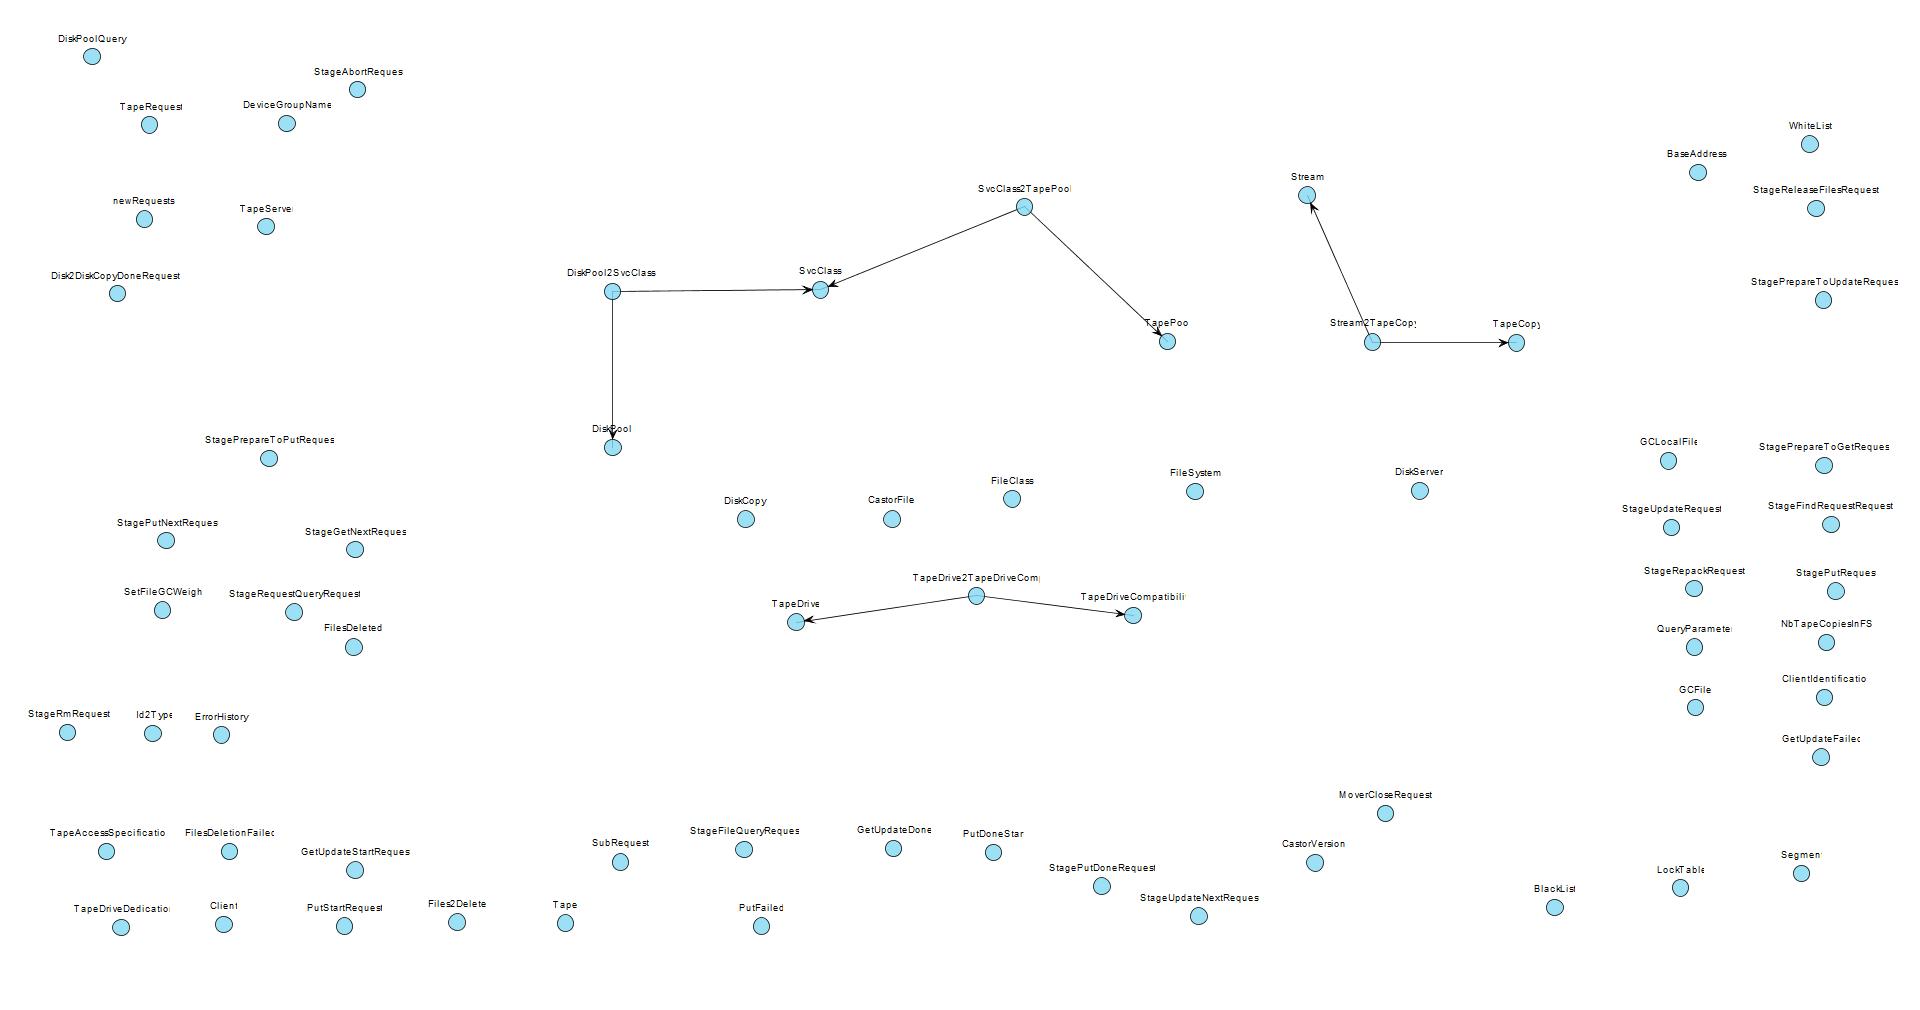 DiskPoolQuery
StageAbortReques
TapeRequest
DeviceGroupName
WhiteList
BaseAddress
Stream
SvcClass2TapePool
StageReleaseFilesRequest
newRequests
TapeServe
DiskPool2SvcClass
SvcClass
Disk2DiskCopyDoneRequest
StagePrepareToUpdateReques
TapePoo
Stream2TapeCopy
TapeCopy
DiskPool
StagePrepareToPutReques
GCLocalFile
StagePrepareToGetReques
DiskServer
FileSystem
FileClass
DiskCopy
CastorFile
StageUpdateRequest
StageFindRequestRequest
StagePutNextReques
StageGetNextReques
StageRepackRequest
StagePutReques
TapeDrive2TapeDriveComp
SetFileGCWeigh
StageRequestQueryRequest
TapeDrive
TapeDriveCompatibili
FilesDeleted
QueryParamete
NbTapeCopiesInFS
ClientIdentificatio
GCFile
StageRmRequest
Id2Type
ErrorHistory
GetUpdateFailed
MoverCloseRequest
TapeAccessSpecificatio
FilesDeletionFailed
GetUpdateStartReques
SubRequest
StageFileQueryReques
GetUpdateDone
PutDoneStar
CastorVersion
StagePutDoneRequest
LockTable
Segmen
BlackList
StageUpdateNextReques
TapeDriveDedicatio
Client
PutStartRequest
Files2Delete
Tape
PutFailed